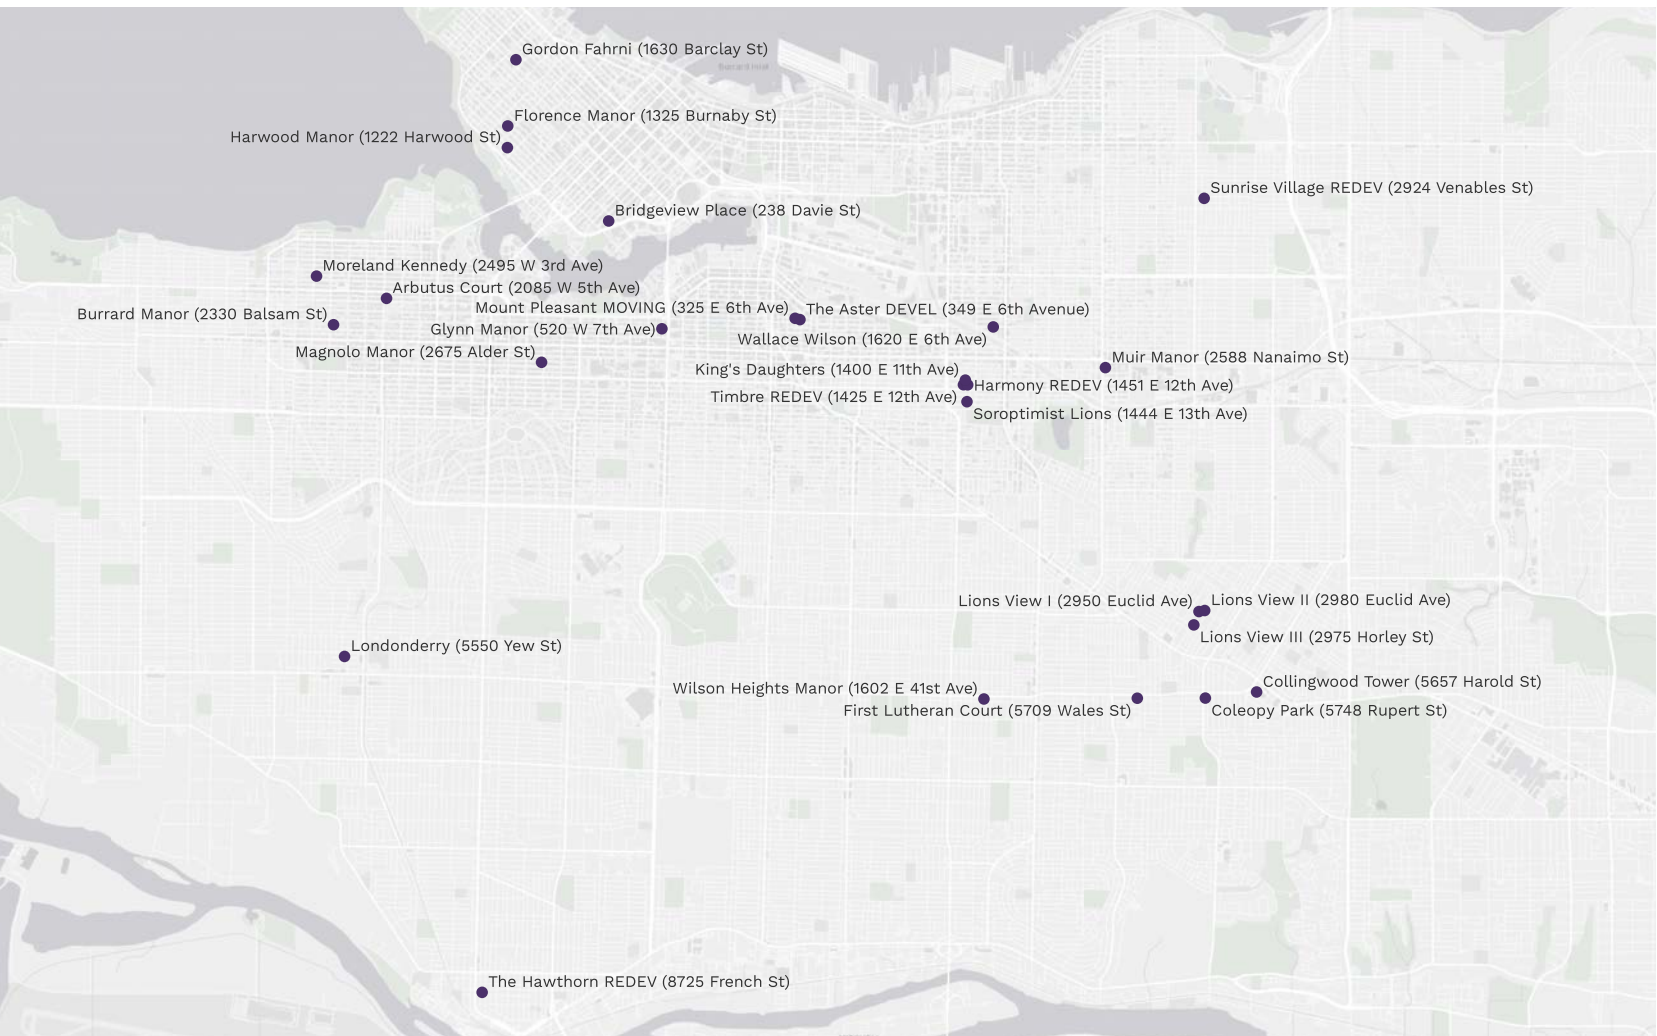 Gordon Fahrni (1630 Barclay St)
Burrard Inlet
Florence Manor (1325 Burnaby St)
Harwood Manor (1222 Harwood St)
Sunrise Village REDEV (2924 Venables St)
Bridgeview Place (238 Davie St)
Moreland Kennedy (2495 W 3rd Ave)
Arbutus Court (2085 W 5th Ave)
Mount Pleasant MOVING (325 E 6th Ave)
The Aster DEVEL (349 E 6th Avenue)
Burrard Manor (2330 Balsam St)
Glynn Manor (520 W 7th Ave)
Wallace Wilson (1620 E 6th Ave)
Magnolo Manor (2675 Alder St)
Muir Manor (2588 Nanaimo St)
King's Daughters (1400 E 11th Ave)
Harmony REDEV (1451 E 12th Ave)
Timbre REDEV (1425 E 12th Ave)
Soroptimist Lions (1444 E 13th Ave)
Lions View I (2950 Euclid Ave)
Lions View II (2980 Euclid Ave)
Lions View III (2975 Horley St)
Londonderry (5550 Yew St)
Collingwood Tower (5657 Harold St)
Wilson Heights Manor (1602 E 41st Ave)
First Lutheran Court (5709 Wales St)
Coleopy Park (5748 Rupert St)
The Hawthorn REDEV (8725 French St)